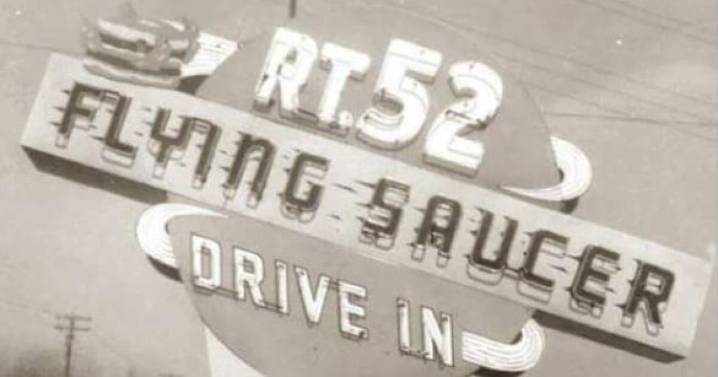 RT.52
FLYING SAUCER
DRIVE IN